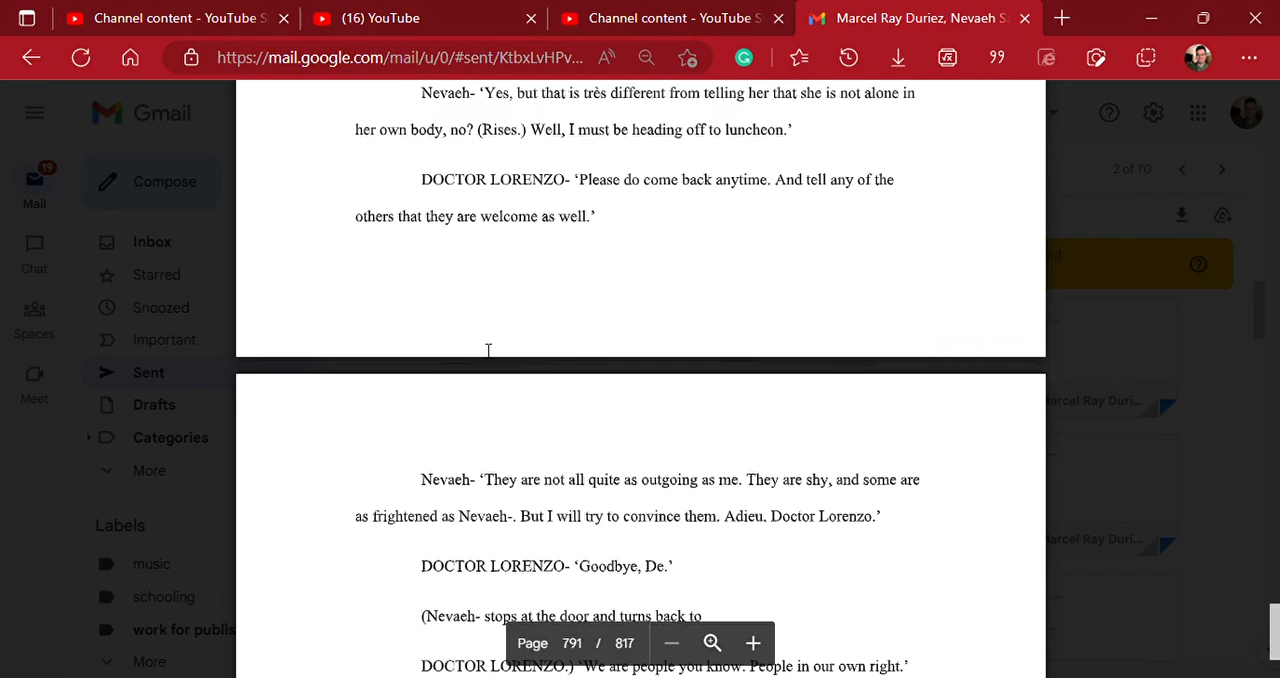 Channel content - YouTube S
(16) YouTube
Channel content - YouTube S
Marcel Ray Duriez, Nevaeh S
https://mail.google.com/mail/u/0/#sent/KtbxLvHPv...
Gmail
2 of 70
Compose
19
Mail
Chat
Spaces
Meet
Inbox
Starred
Snoozed
Important
Sent
Drafts
Categories
More
Labels
music
schooling
work for publis
More
Nevaeh- ‘Yes, but that is très different from telling her that she is not alone in
her own body, no? (Rises.) Well, I must be heading off to luncheon.’
DOCTOR LORENZO- ‘Please do come back anytime. And tell any of the
others that they are welcome as well.’
Nevaeh- ‘They are not all quite as outgoing as me. They are shy, and some are
as frightened as Nevaeh-. But I will try to convince them. Adieu, Doctor Lorenzo.’
DOCTOR LORENZO- ‘Goodbye, De.’
(Nevaeh- stops at the door and turns back to
DOCTOR LORENZO.) ‘We are people you know. People in our own right.’
Page 791 / 817
Marcel Ray Duri...
Marcel Ray Duri...